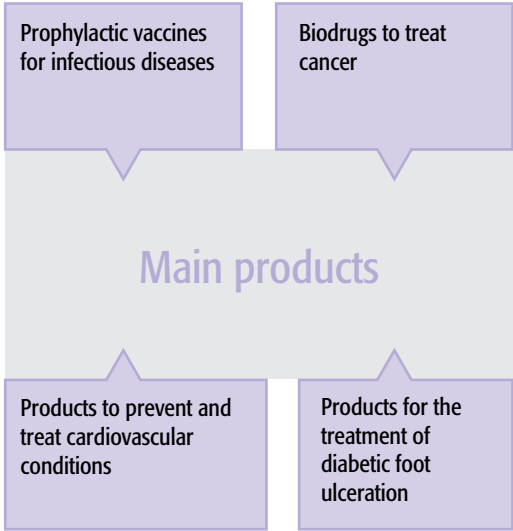 Prophylactic vaccines
for infectious diseases
Biodrugs to treat
cancer
Main products
Products to prevent and
treat cardiovascular
conditions
Products for the
treatment of
diabetic foot
ulceration